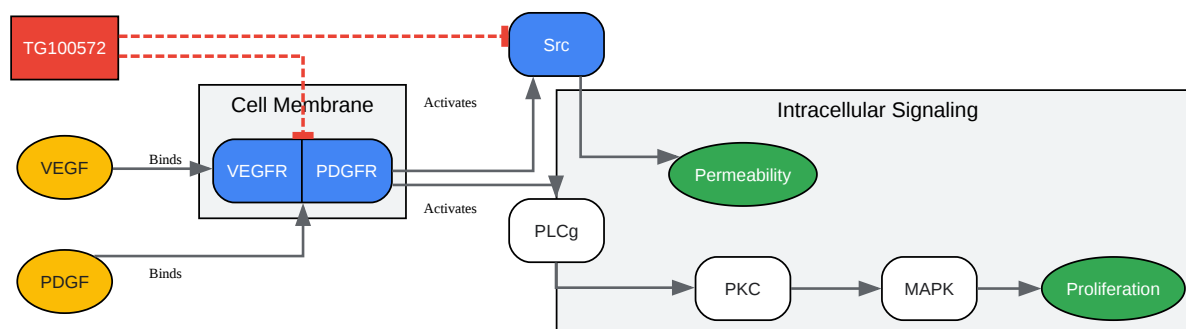 TG100572
Src
Cell Membrane
Activates
Intracellular Signaling
VEGF
Binds
VEGFR
PDGFR
Permeability
Activates
PLCg
PDGF
Binds
PKC
MAPK
Proliferation